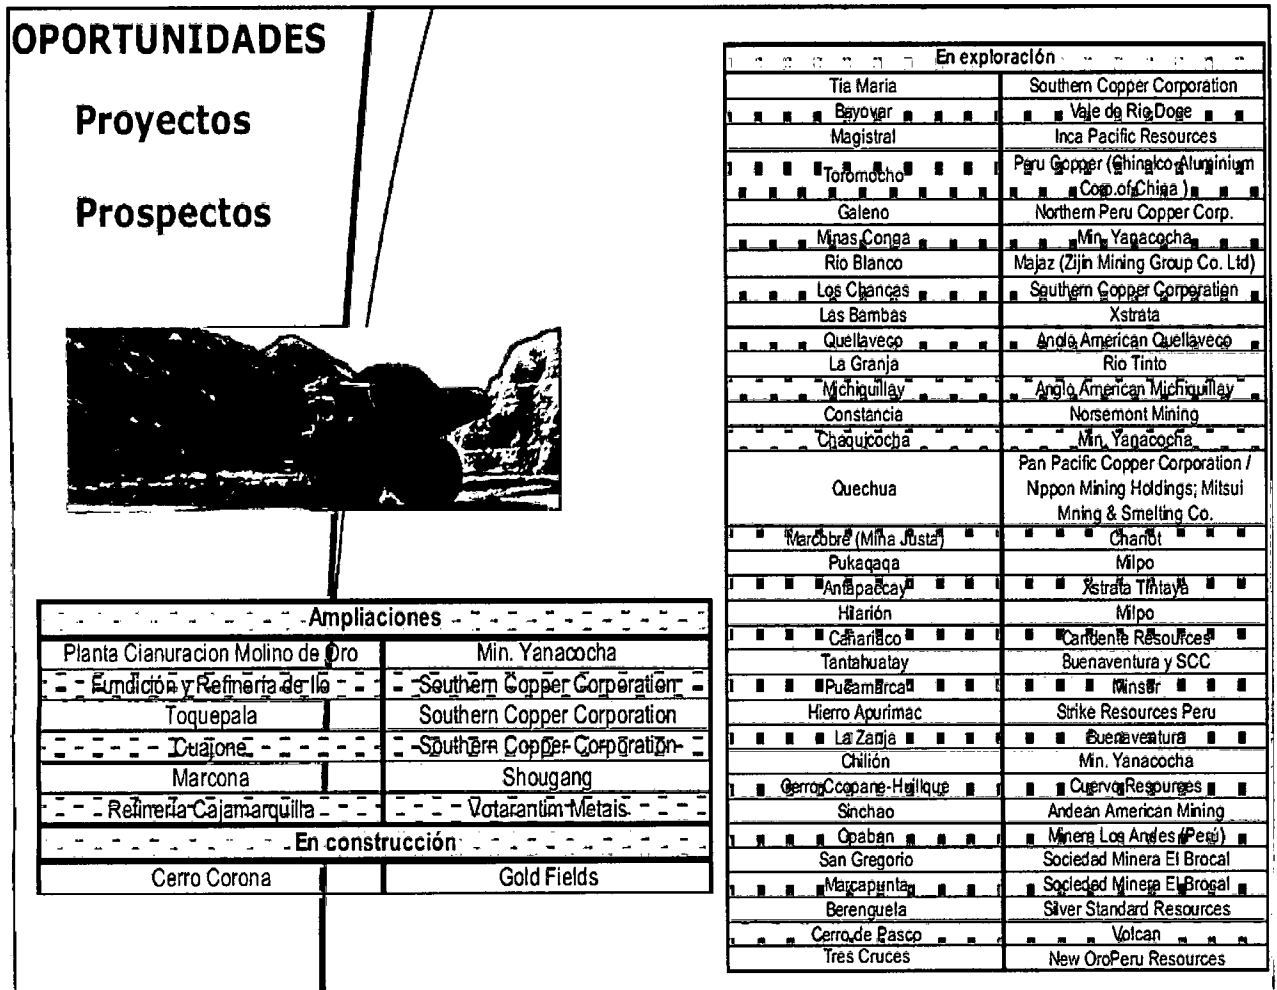 OPORTUNIDADES
Proyectos
Prospectos
Ampliaciones
Planta Cianuracion Molino de Oro Min. Yanacocha
Fundición y Refinería de Ilo Southern Copper Corporation
Toquepala Southern Copper Corporation
Cuajone Southern Copper Corporation
Marcona Shougang
Refinería Cajamarquilla Votarantim Metais
En construcción
Cerro Corona Gold Fields
En exploración
Tia Maria Southern Copper Corporation
Bayovar Vale do Rio Doce
Magistral Inca Pacific Resources
Toromocho Peru Copper (Chinalco-Aluminium
Corp.of China )
Galeno Northern Peru Copper Corp.
Minas Conga Min. Yanacocha
Rio Blanco Majaz (Zijin Mining Group Co. Ltd)
Los Chancas Southern Copper Corporation
Las Bambas Xstrata
Quellaveco Anglo American Quellaveco
La Granja Rio Tinto
Michiquillay Anglo American Michiquillay
Constancia Norsemont Mining
Chaquicocha Min. Yanacocha
Quechua Pan Pacific Copper Corporation /
Nippon Mining Holdings; Mitsui
Mning & Smelting Co.
Marcobre (Mina Justa) Chariot
Pukaqaqa Milpo
Antapaccay Xstrata Tintaya
Hilarión Milpo
Cañariaco Candente Resources
Tantahuatay Buenaventura y SCC
Pucamarca Minsur
Hierro Apurimac Strike Resources Peru
La Zanja Buenaventura
Chilión Min. Yanacocha
Cerro Ccopane-Huillque Cuervo Resources
Sinchao Andean American Mining
Opaban Minera Los Andes (Perú)
San Gregorio Sociedad Minera El Brocal
Marcapunta Sociedad Minera El Brocal
Berenguela Silver Standard Resources
Cerro de Pasco Volcan
Tres Cruces New OroPeru Resources